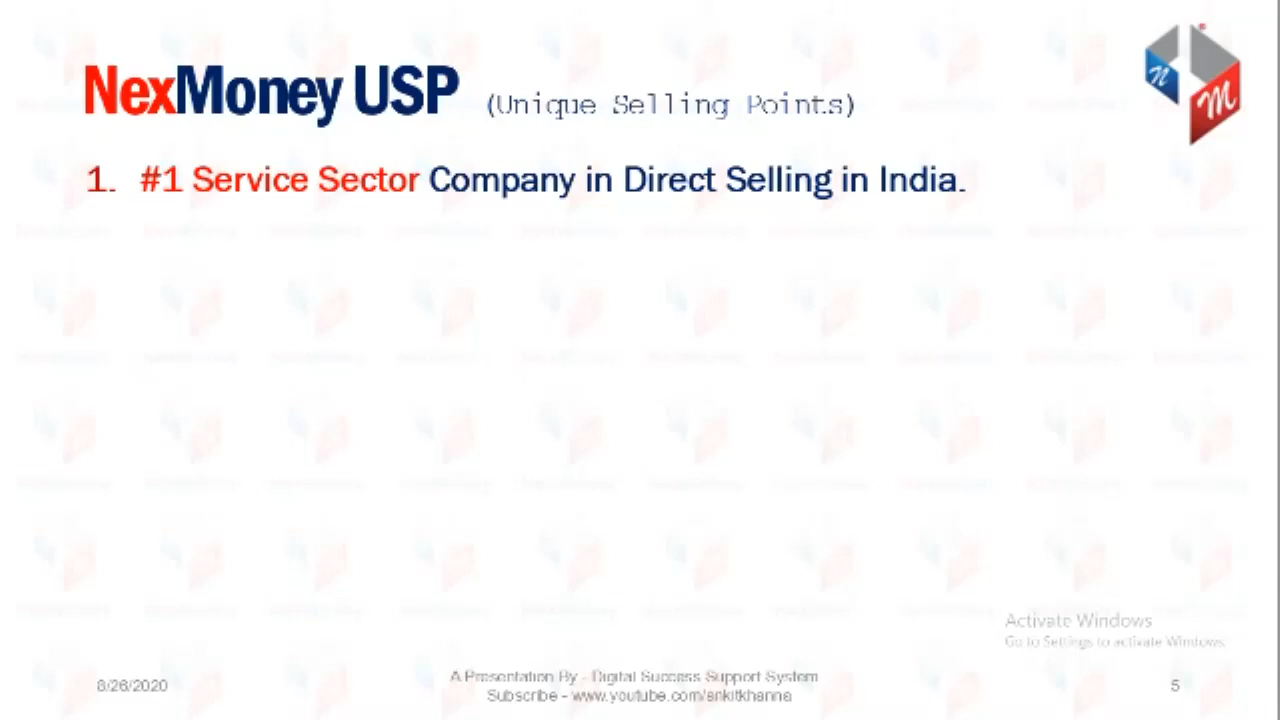 NexMoney USP (Unique Selling Points)
1. #1 Service Sector Company in Direct Selling in India.
Activate Windows
Go to Settings to activate Windows.
8/26/2020
A Presentation By - Digital Success Support System
Subscribe - www.youtube.com/ankitkhanna
5